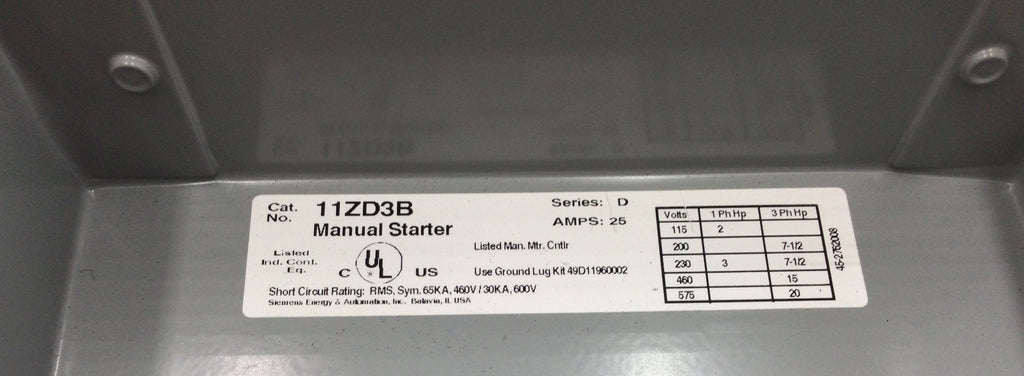 Cat. No. 11ZD3B Series: D
Manual Starter AMPS: 25
Listed Ind. Cont. Eq.
C UL US
Listed Man. Mtr. Cntlr
Use Ground Lug Kit 49D11960002
Short Circuit Rating: RMS, Sym. 65KA, 460V / 30KA, 600V
Siemens Energy & Automation, Inc. Batavia, IL USA
Volts 1 Ph Hp 3 Ph Hp
115 2
200 7-1/2
230 3 7-1/2
460 15
575 20
45-2752008